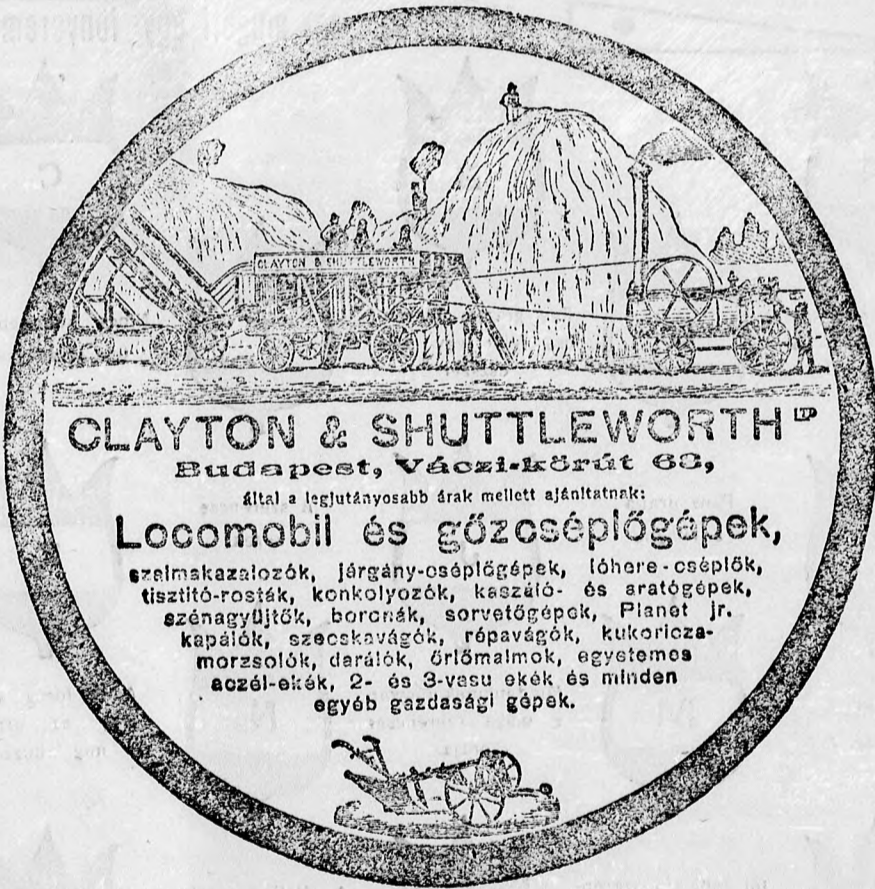 CLAYTON & SHUTTLEWORTH
CLAYTON & SHUTTLEWORTH LTD
Budapest, Váczi-körút 63,
által a legjutányosabb árak mellett ajánltatnak:
Locomobil és gőzcséplőgépek,
szalmakazalozók, járgány-cséplőgépek, lóhere-cséplők,
tisztitó-rosták, konkolyozók, kaszáló- és aratógépek,
szénagyüjtők, boronák, sorvetőgépek, Planet jr.
kapálók, szecskavágók, répavágók, kukoricza-
morzsolók, darálók, őrlőmalmok, egyetemes
aczél-ekék, 2- és 3-vasu ekék és minden
egyéb gazdasági gépek.